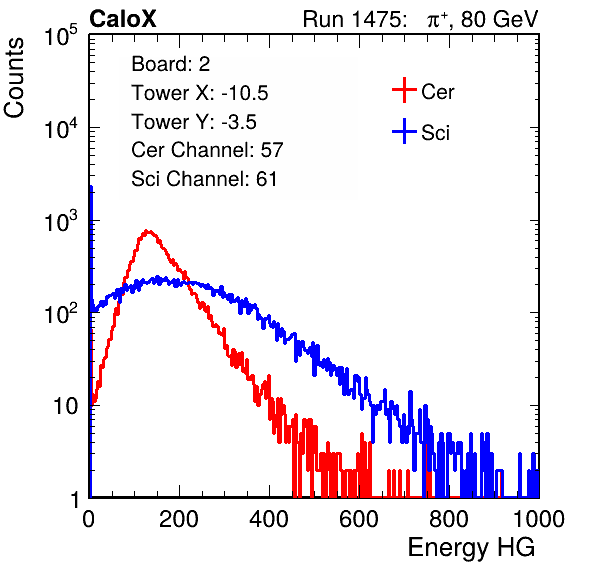 CaloX Run 1475: π⁺, 80 GeV
Counts
Board: 2
Tower X: -10.5
Tower Y: -3.5
Cer Channel: 57
Sci Channel: 61
Cer
Sci
10⁵
10⁴
10³
10²
10
1
0 200 400 600 800 1000
Energy HG